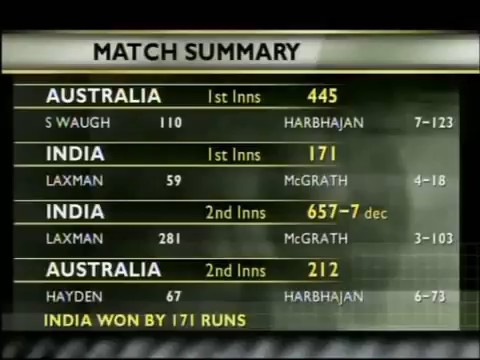 MATCH SUMMARY
AUSTRALIA 1st Inns 445
S WAUGH 110 HARBHAJAN 7-123
INDIA 1st Inns 171
LAXMAN 59 McGRATH 4-18
INDIA 2nd Inns 657-7 dec
LAXMAN 281 McGRATH 3-103
AUSTRALIA 2nd Inns 212
HAYDEN 67 HARBHAJAN 6-73
INDIA WON BY 171 RUNS